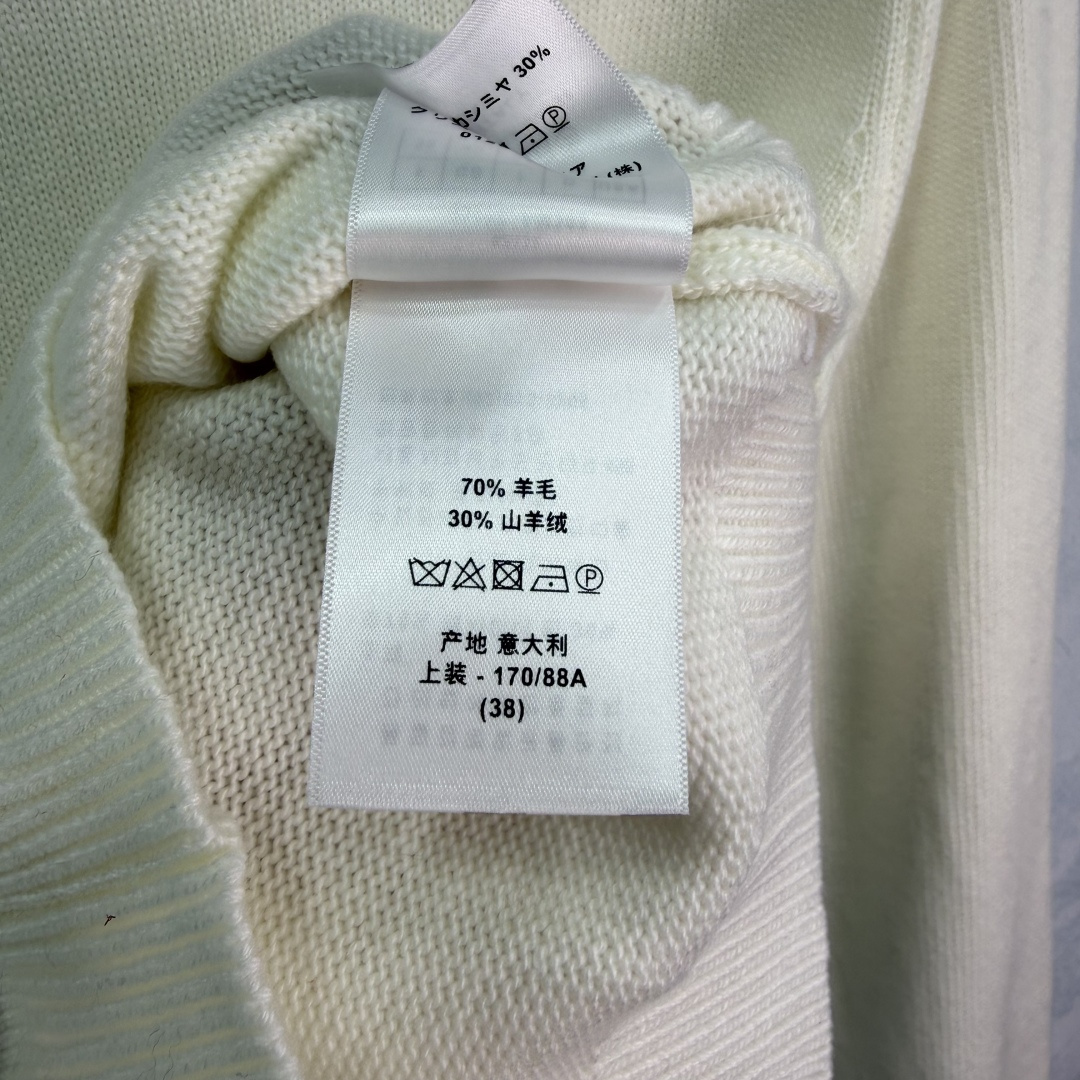 カシミヤ 30%
P
(株)
70% 羊毛
30% 山羊绒
P
产地 意大利
上装 - 170/88A
(38)